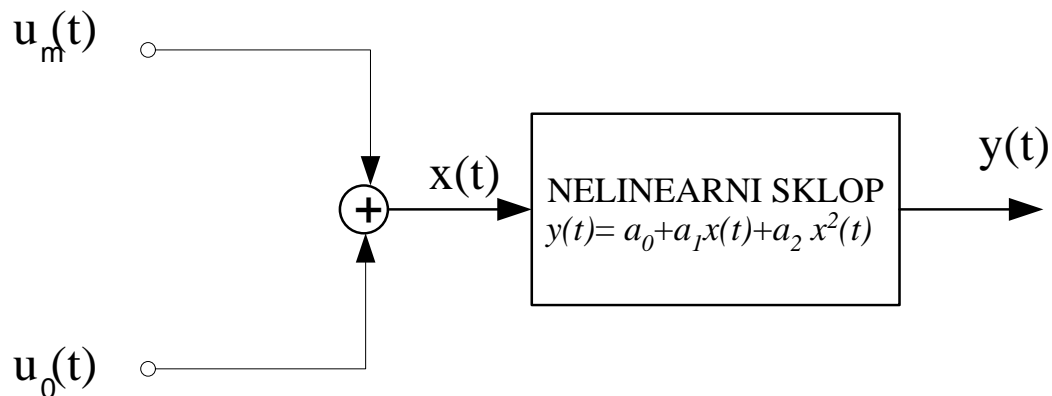 u_m(t)
x(t)
+
NELINEARNI SKLOP
y(t)= a_0+a_1x(t)+a_2 x^2(t)
y(t)
u_0(t)